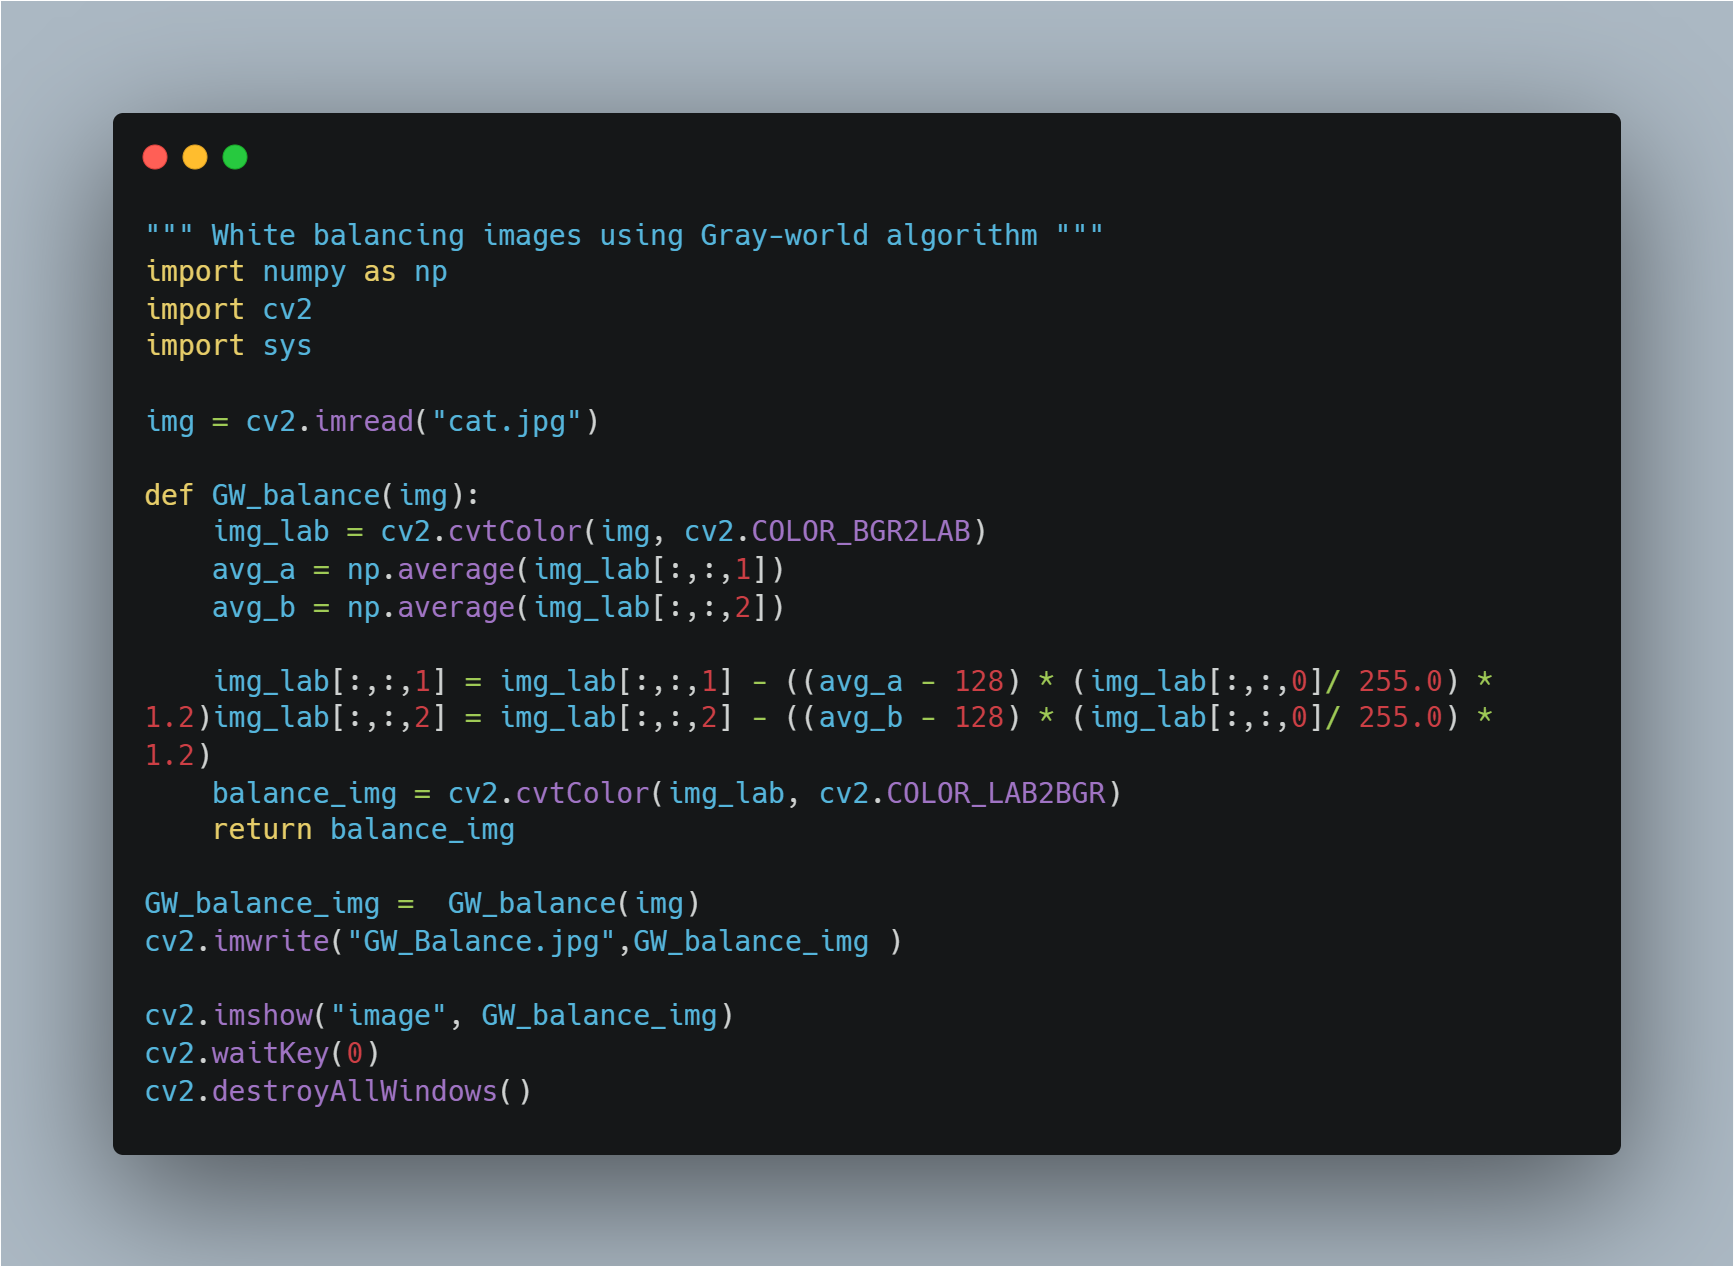 """ White balancing images using Gray-world algorithm """
import numpy as np
import cv2
import sys

img = cv2.imread("cat.jpg")

def GW_balance(img):
    img_lab = cv2.cvtColor(img, cv2.COLOR_BGR2LAB)
    avg_a = np.average(img_lab[:,:,1])
    avg_b = np.average(img_lab[:,:,2])

    img_lab[:,:,1] = img_lab[:,:,1] - ((avg_a - 128) * (img_lab[:,:,0]/ 255.0) *
1.2)img_lab[:,:,2] = img_lab[:,:,2] - ((avg_b - 128) * (img_lab[:,:,0]/ 255.0) *
1.2)
    balance_img = cv2.cvtColor(img_lab, cv2.COLOR_LAB2BGR)
    return balance_img

GW_balance_img =  GW_balance(img)
cv2.imwrite("GW_Balance.jpg",GW_balance_img )

cv2.imshow("image", GW_balance_img)
cv2.waitKey(0)
cv2.destroyAllWindows()